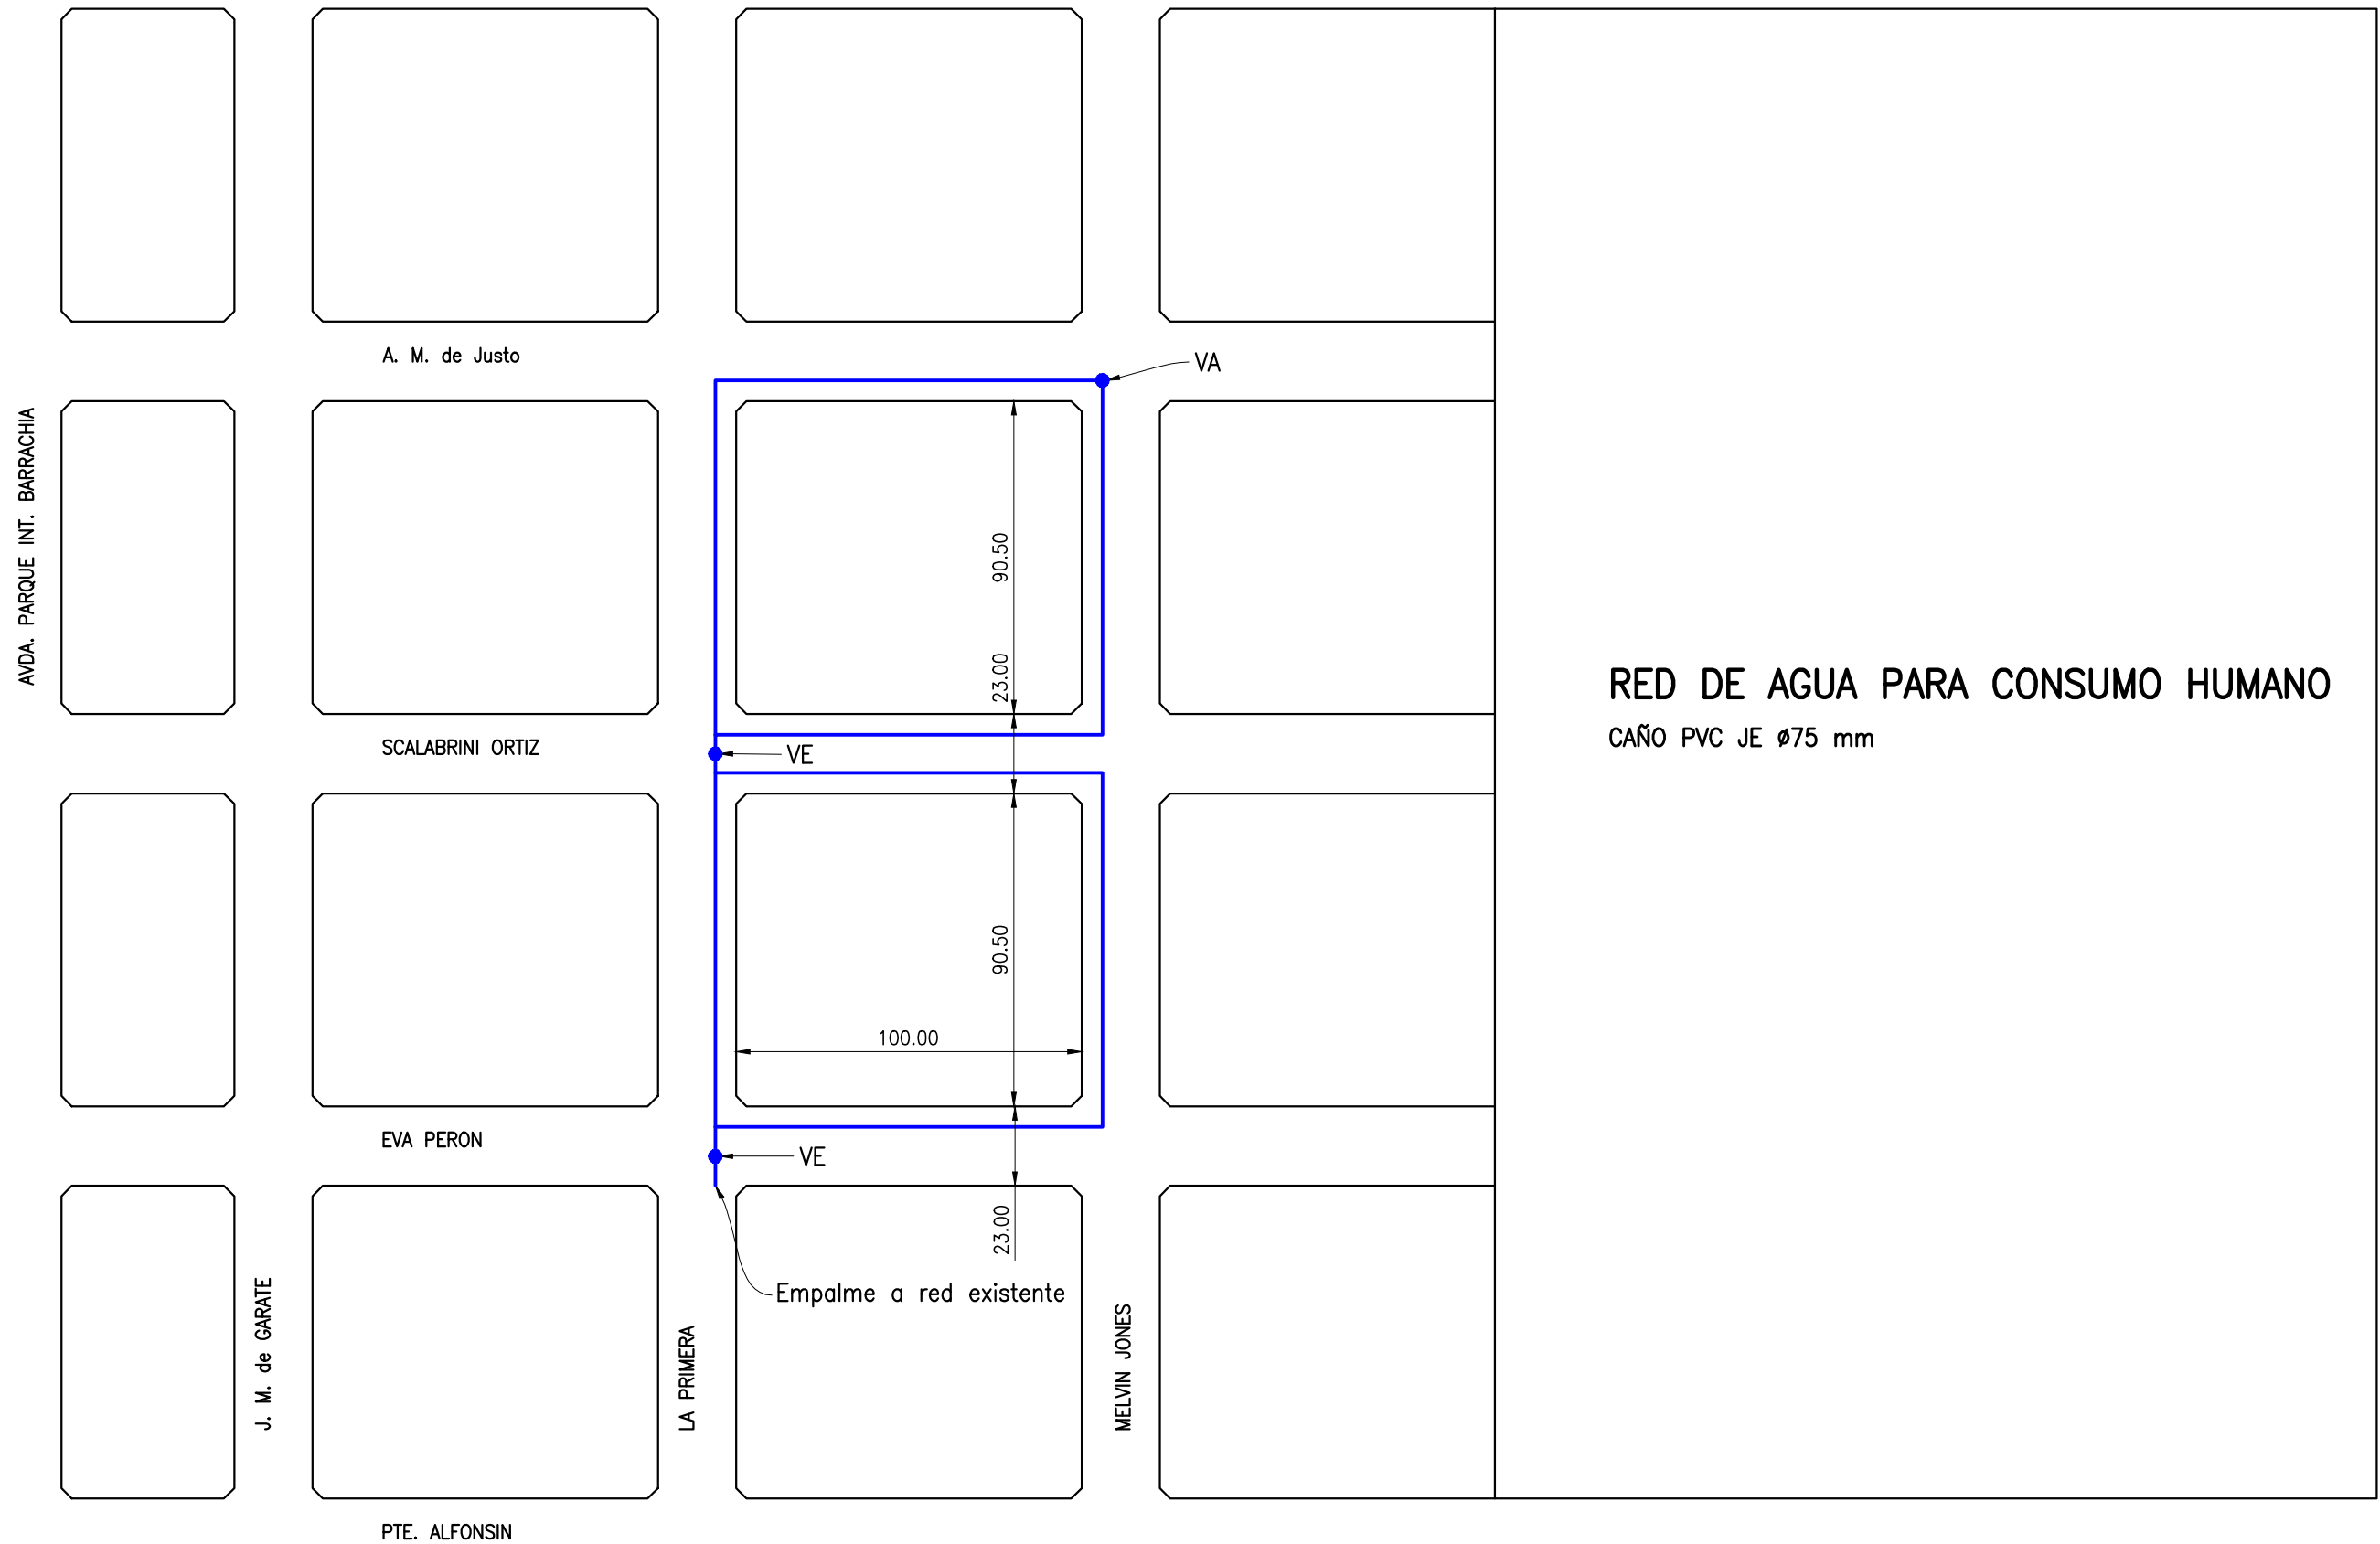 A. M. de Justo
VA
AVDA. PARQUE INT. BARRACHIA
90.50
23.00
RED DE AGUA PARA CONSUMO HUMANO
CAÑO PVC JE ø75 mm
SCALABRINI ORTIZ
VE
90.50
100.00
EVA PERON
VE
23.00
Empalme a red existente
J. M. de GARATE
LA PRIMERA
MELVIN JONES
PTE. ALFONSIN